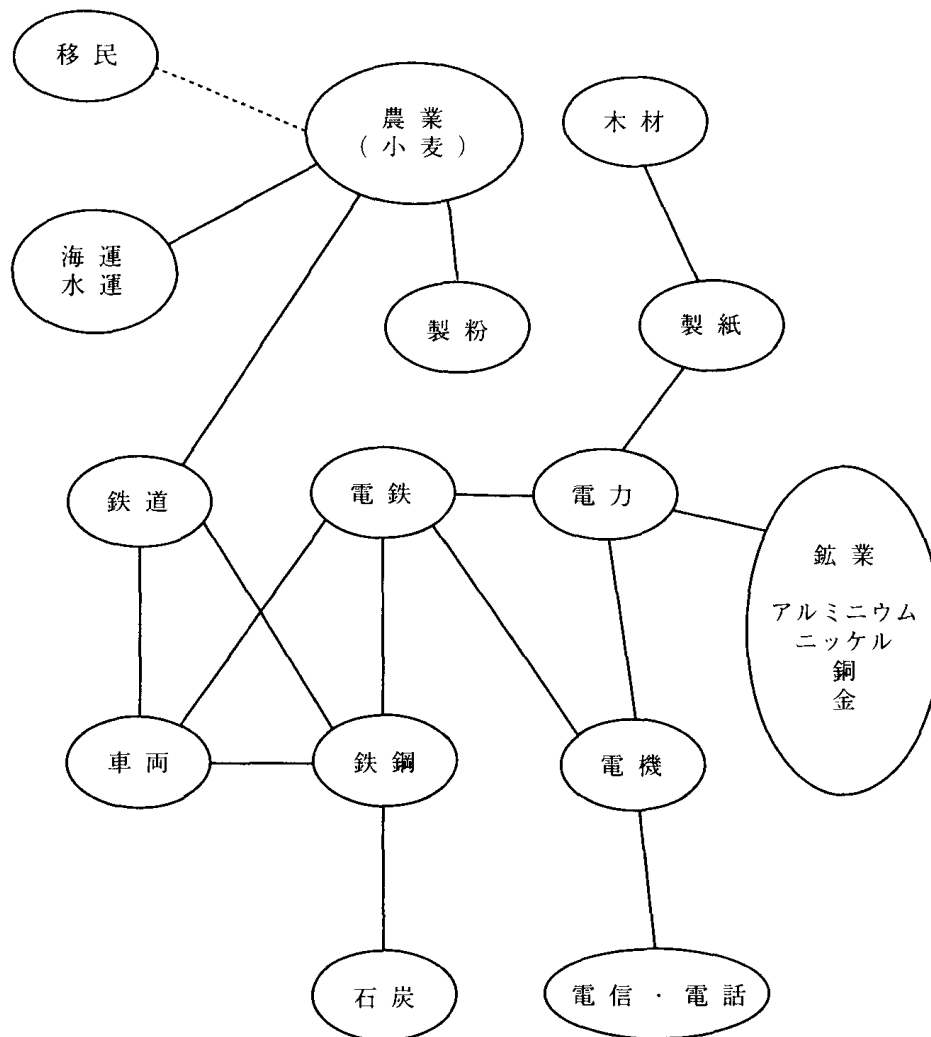 移民
農業
(小麦)
木材
海運
水運
製粉
製紙
鉄道
電鉄
電力
鉱業
アルミニウム
ニッケル
銅
金
車両
鉄鋼
電機
石炭
電信・電話